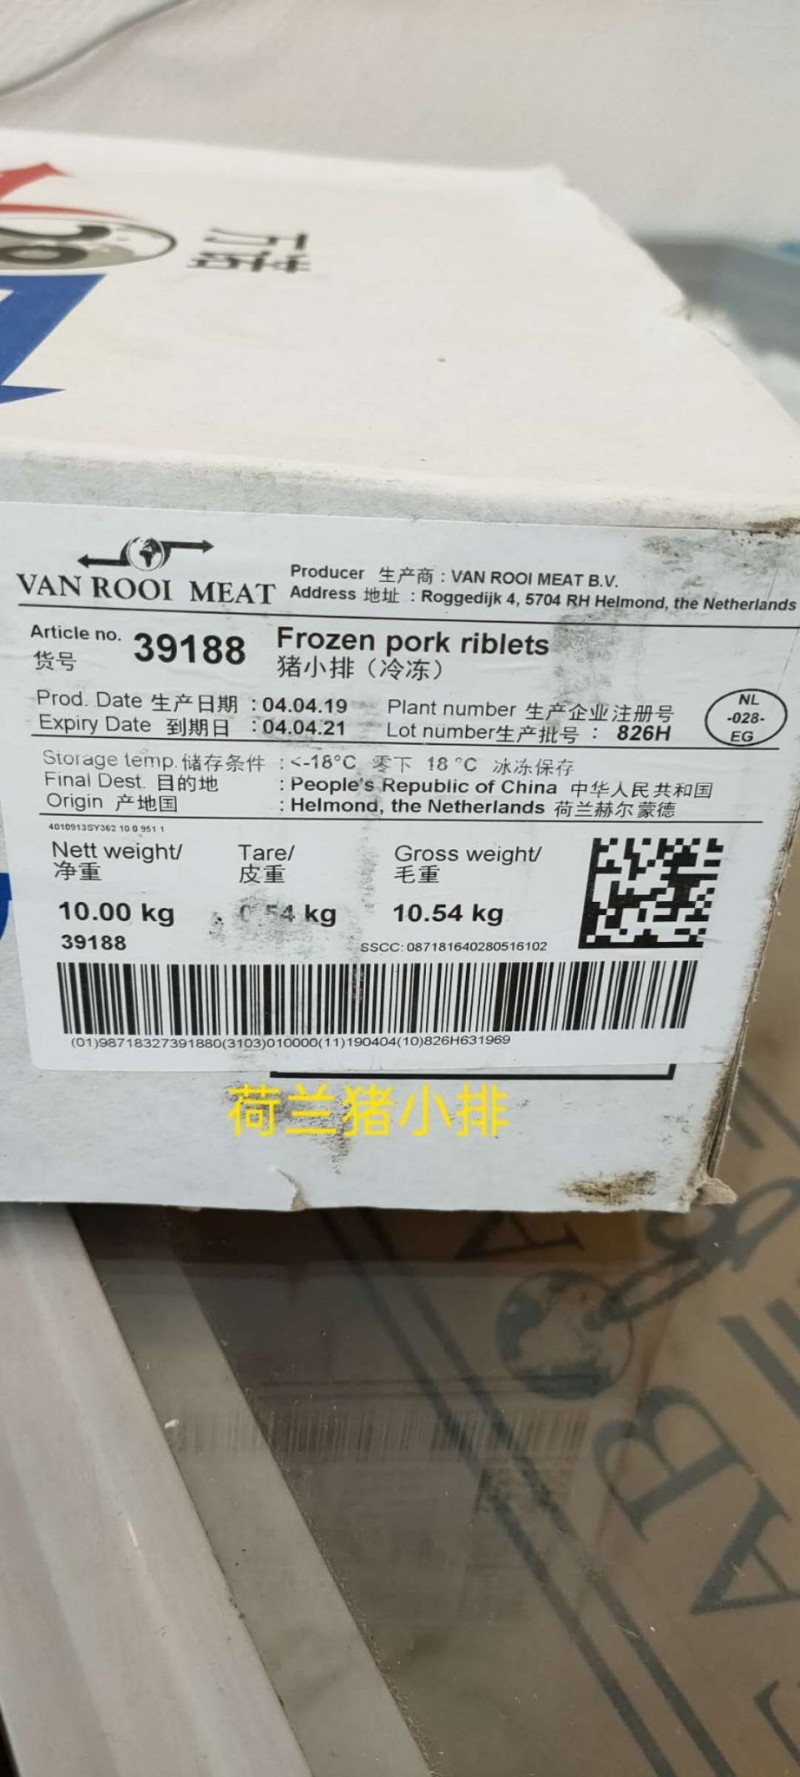 万诺
VAN ROOI MEAT
Producer 生产商 : VAN ROOI MEAT B.V.
Address 地址 : Roggedijk 4, 5704 RH Helmond, the Netherlands
Article no. 39188 Frozen pork riblets
货号 猪小排（冷冻）
Prod. Date 生产日期 : 04.04.19 Plant number 生产企业注册号
Expiry Date 到期日 : 04.04.21 Lot number生产批号 : 826H
NL
-028-
EG
Storage temp. 储存条件 : <-18°C 零下 18 °C 冰冻保存
Final Dest. 目的地 : People's Republic of China 中华人民共和国
Origin 产地国 : Helmond, the Netherlands 荷兰赫尔蒙德
4010913SY362 10 0 951 1
Nett weight/ Tare/ Gross weight/
净重 皮重 毛重
10.00 kg 0.54 kg 10.54 kg
39188
SSCC: 087181640280516102
(01)98718327391880(3103)010000(11)190404(10)826H631969
荷兰猪小排